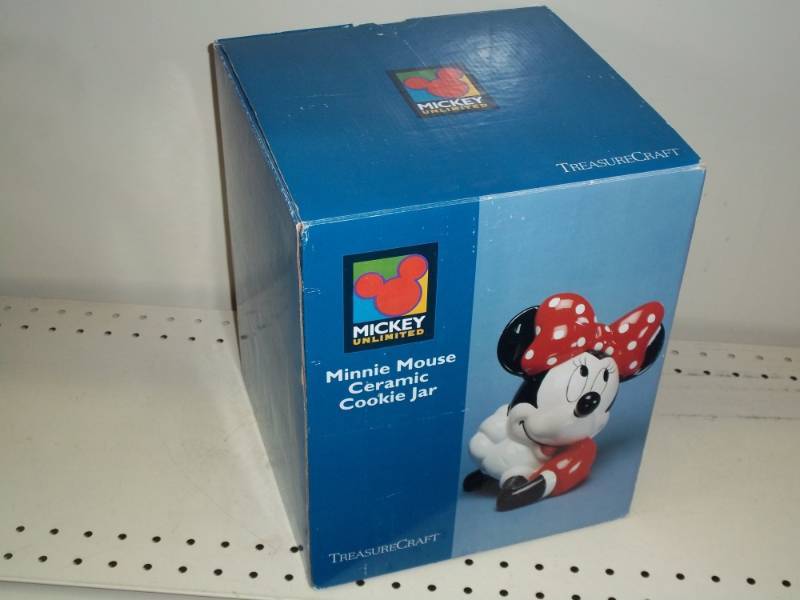 MICKEY
UNLIMITED
TREASURECRAFT
MICKEY
UNLIMITED
Minnie Mouse
Ceramic
Cookie Jar
TREASURECRAFT